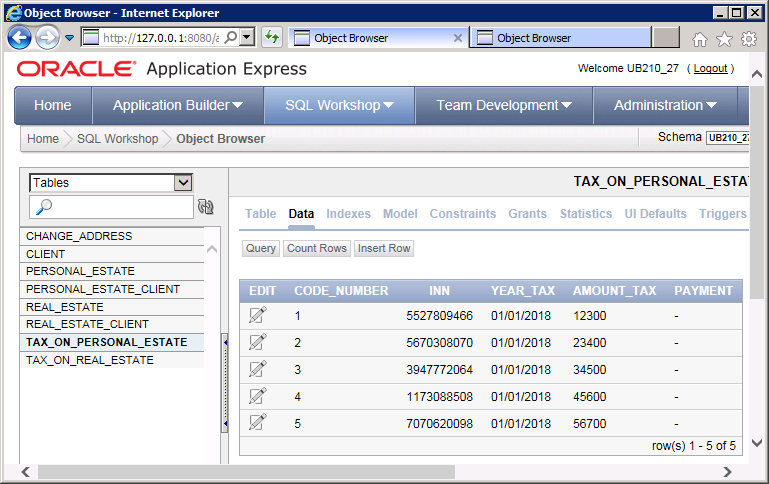 Object Browser - Internet Explorer
http://127.0.0.1:8080/a
Object Browser
Object Browser
ORACLE Application Express
Welcome UB210_27 ( Logout )
Home Application Builder SQL Workshop Team Development Administration
Home SQL Workshop Object Browser Schema UB210_27
Tables
TAX_ON_PERSONAL_ESTA
Table Data Indexes Model Constraints Grants Statistics UI Defaults Triggers
Query Count Rows Insert Row
CHANGE_ADDRESS
CLIENT
PERSONAL_ESTATE
PERSONAL_ESTATE_CLIENT
REAL_ESTATE
REAL_ESTATE_CLIENT
TAX_ON_PERSONAL_ESTATE
TAX_ON_REAL_ESTATE
EDIT CODE_NUMBER INN YEAR_TAX AMOUNT_TAX PAYMENT
1 5527809466 01/01/2018 12300 -
2 5670308070 01/01/2018 23400 -
3 3947772064 01/01/2018 34500 -
4 1173088508 01/01/2018 45600 -
5 7070620098 01/01/2018 56700 -
row(s) 1 - 5 of 5